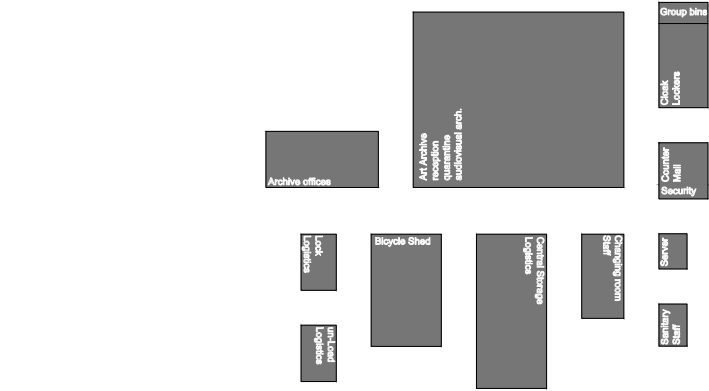 Group bins
Cloak
Lockers
Art Archive
reception
quarantine
audiovisual arch.
Archive offices
Counter
Mail
Security
Lock
Logistics
Bicycle Shed
Central Storage
Logistics
Changing room
Staff
Server
un-Load
Logistics
Sanitary
Staff